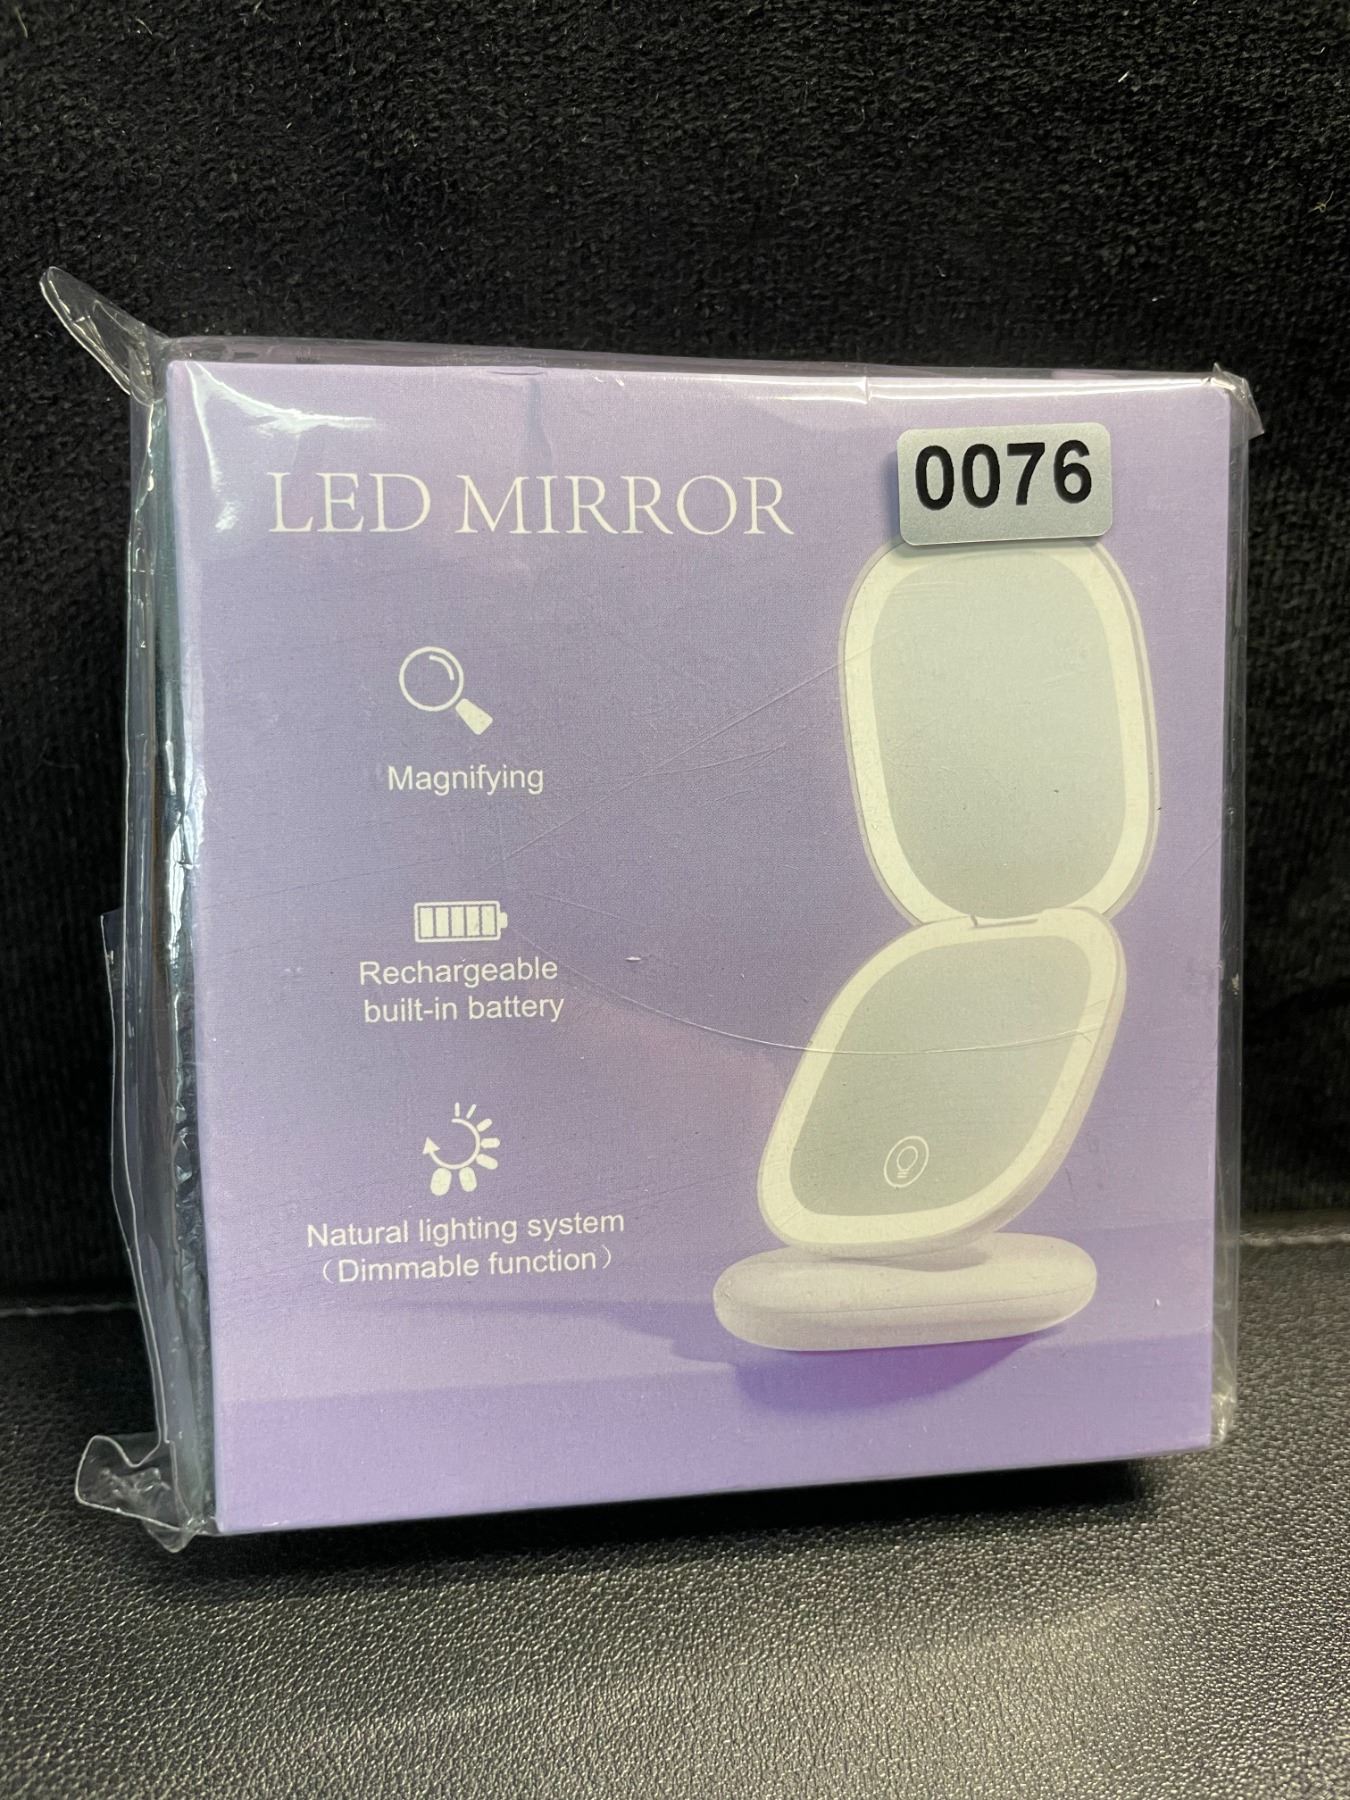 LED MIRROR
0076
Magnifying
Rechargeable
built-in battery
Natural lighting system
（Dimmable function）